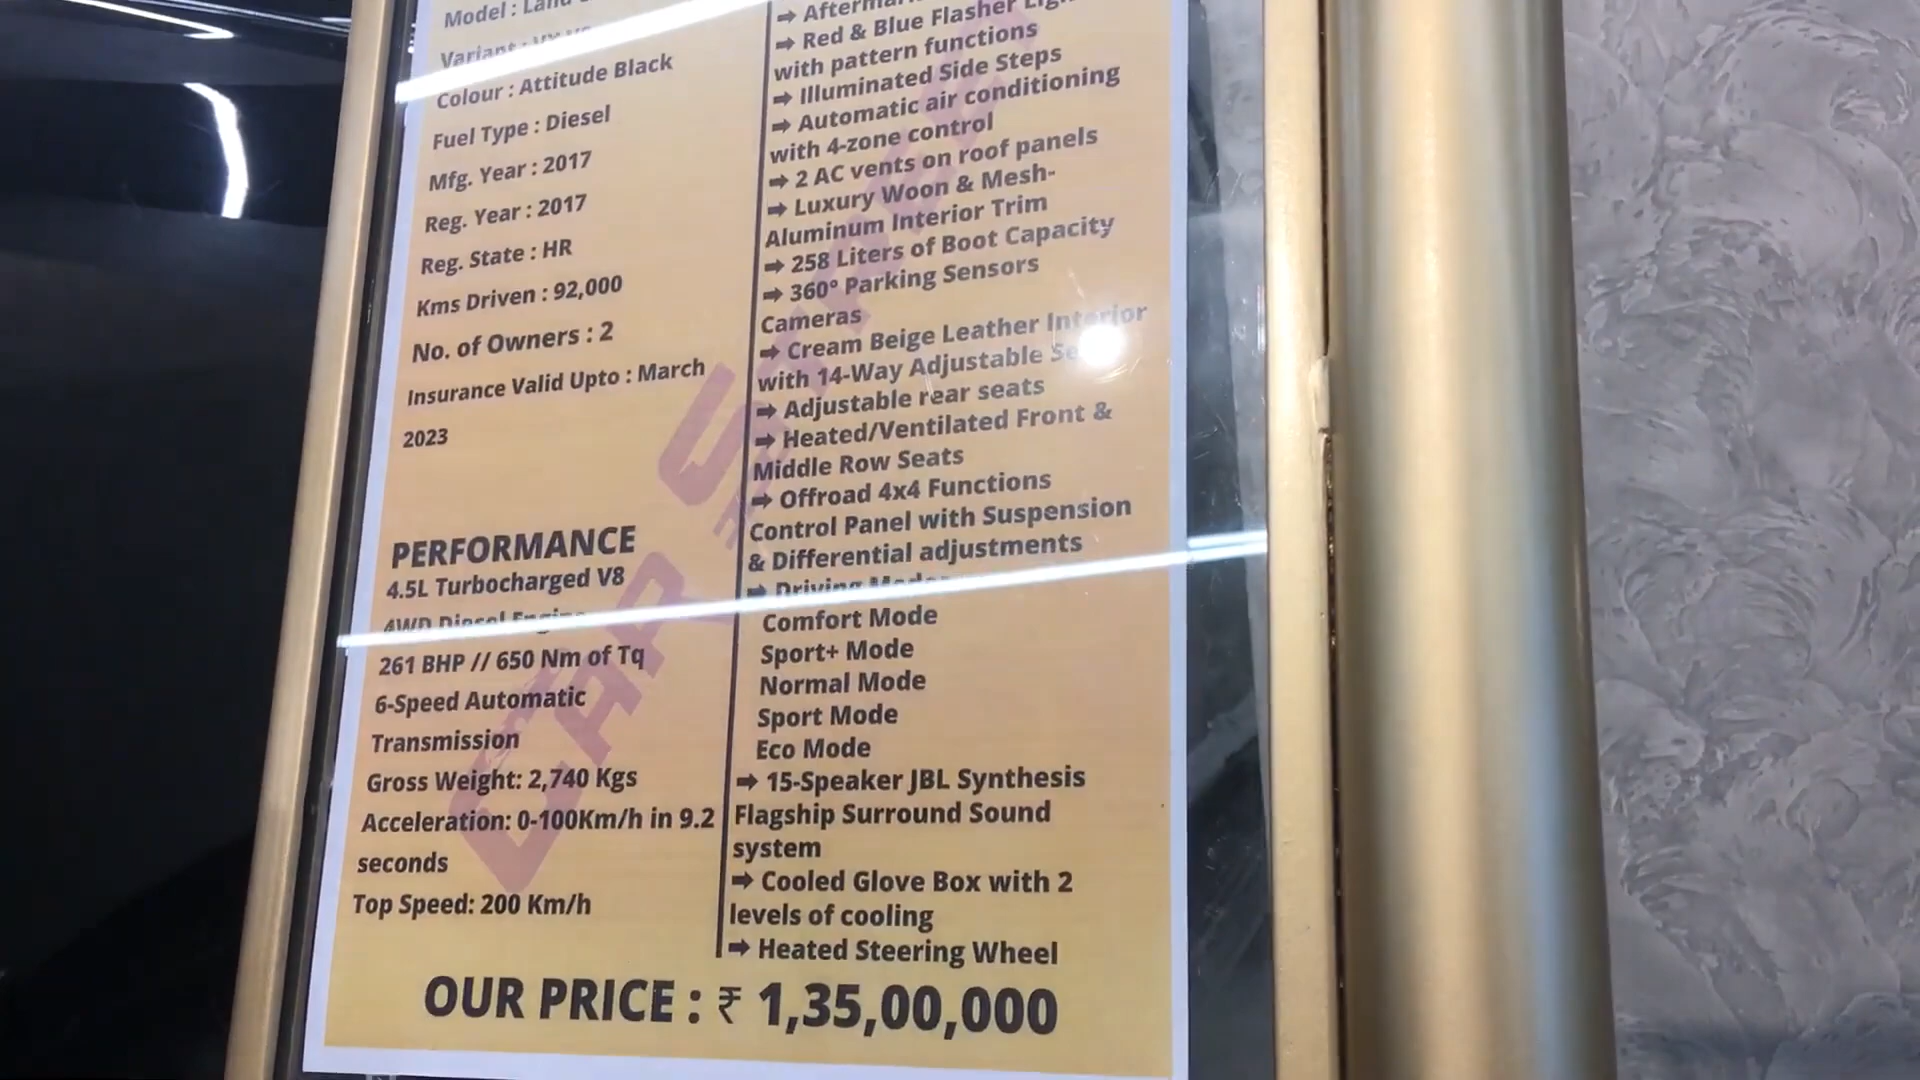 Model : Land
Variant :
Colour : Attitude Black
Fuel Type : Diesel
Mfg. Year : 2017
Reg. Year : 2017
Reg. State : HR
Kms Driven : 92,000
No. of Owners : 2
Insurance Valid Upto : March
2023
PERFORMANCE
4.5L Turbocharged V8
4WD Diesel Engine
261 BHP // 650 Nm of Tq
6-Speed Automatic
Transmission
Gross Weight: 2,740 Kgs
Acceleration: 0-100Km/h in 9.2
seconds
Top Speed: 200 Km/h
➡ Red & Blue Flasher
with pattern functions
➡ Illuminated Side Steps
➡ Automatic air conditioning
with 4-zone control
➡ 2 AC vents on roof panels
➡ Luxury Woon & Mesh-
Aluminum Interior Trim
➡ 258 Liters of Boot Capacity
➡ 360° Parking Sensors
Cameras
➡ Cream Beige Leather Interior
with 14-Way Adjustable
➡ Adjustable rear seats
➡ Heated/Ventilated Front &
Middle Row Seats
➡ Offroad 4x4 Functions
Control Panel with Suspension
& Differential adjustments
➡ Driving
Comfort Mode
Sport+ Mode
Normal Mode
Sport Mode
Eco Mode
➡ 15-Speaker JBL Synthesis
Flagship Surround Sound
system
➡ Cooled Glove Box with 2
levels of cooling
➡ Heated Steering Wheel
OUR PRICE : ₹ 1,35,00,000